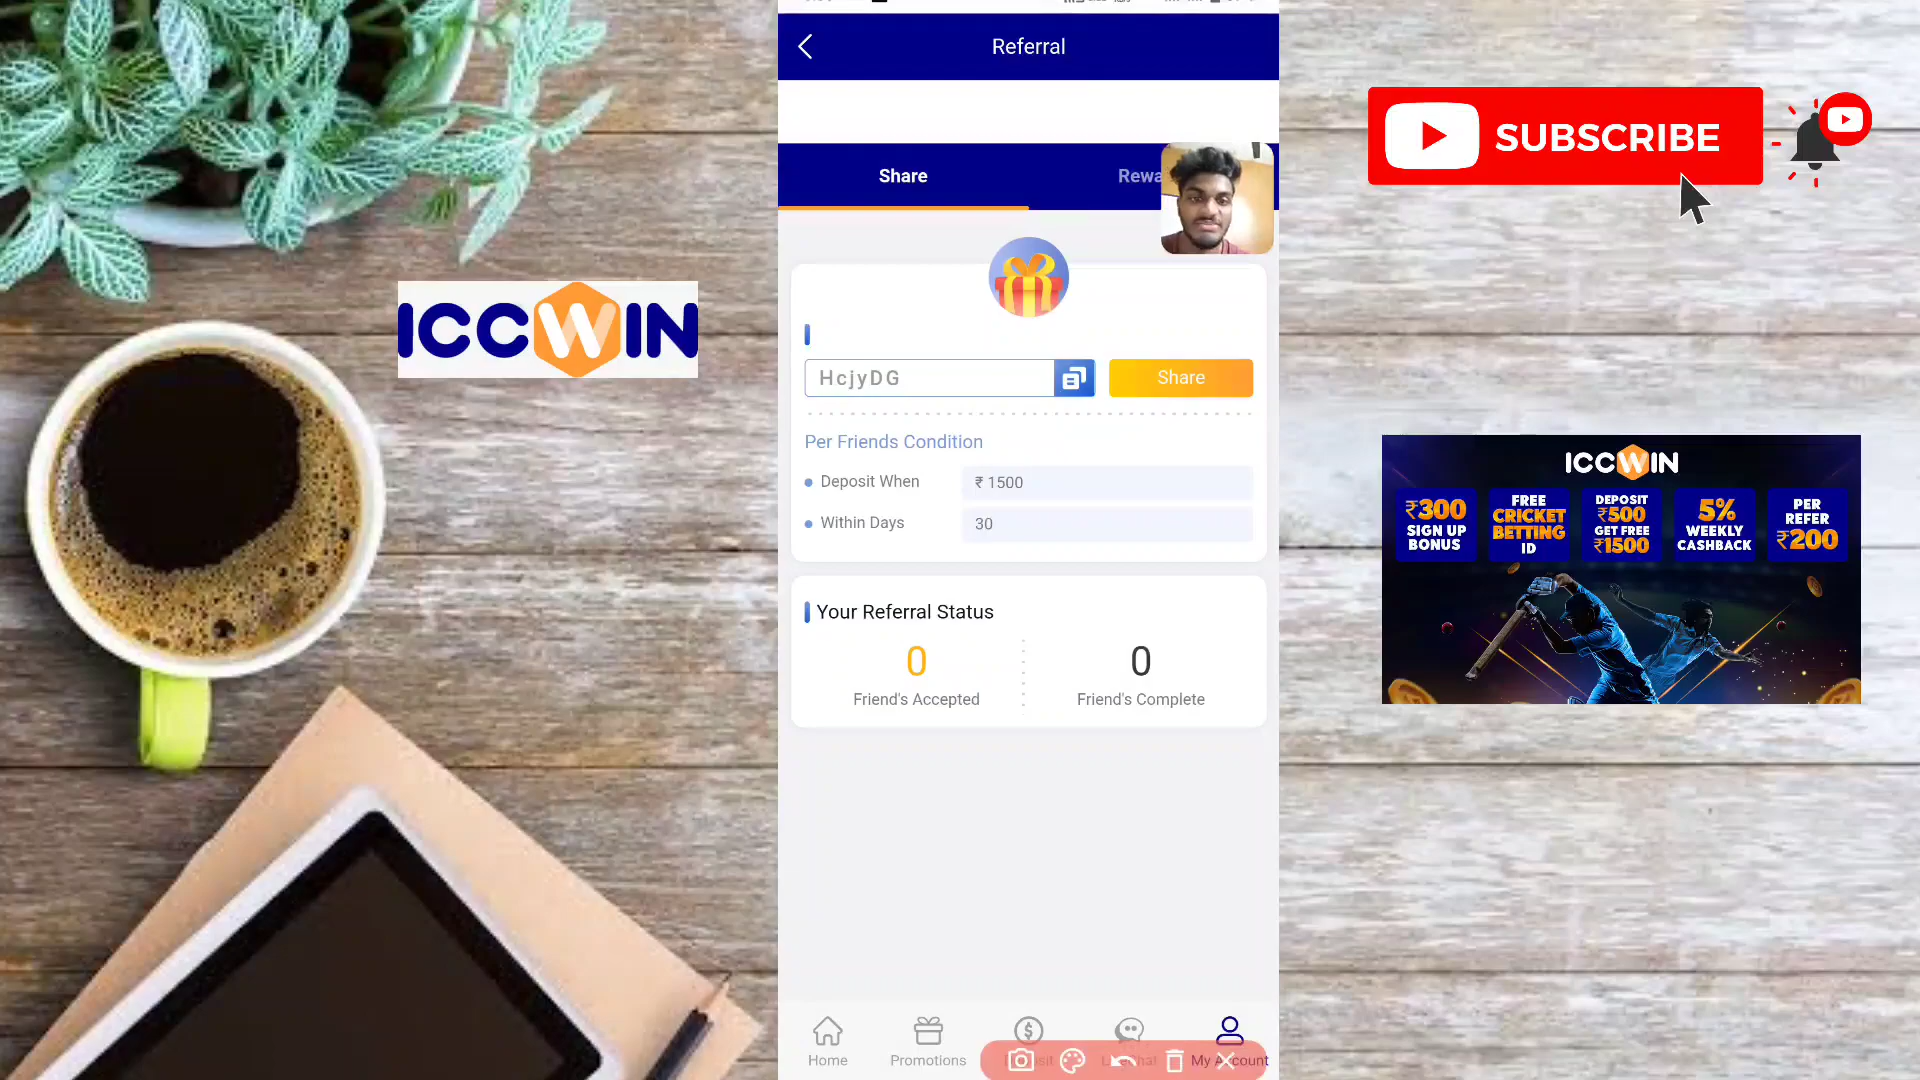 Referral
Share
Rewa
ICCWIN
HcjyDG
Share
Per Friends Condition
Deposit When
₹ 1500
Within Days
30
Your Referral Status
0
Friend's Accepted
0
Friend's Complete
Home
Promotions
My Account
SUBSCRIBE
ICCWIN
₹300
SIGN UP
BONUS
FREE
CRICKET
BETTING
ID
DEPOSIT
₹500
GET FREE
₹1500
5%
WEEKLY
CASHBACK
PER
REFER
₹200